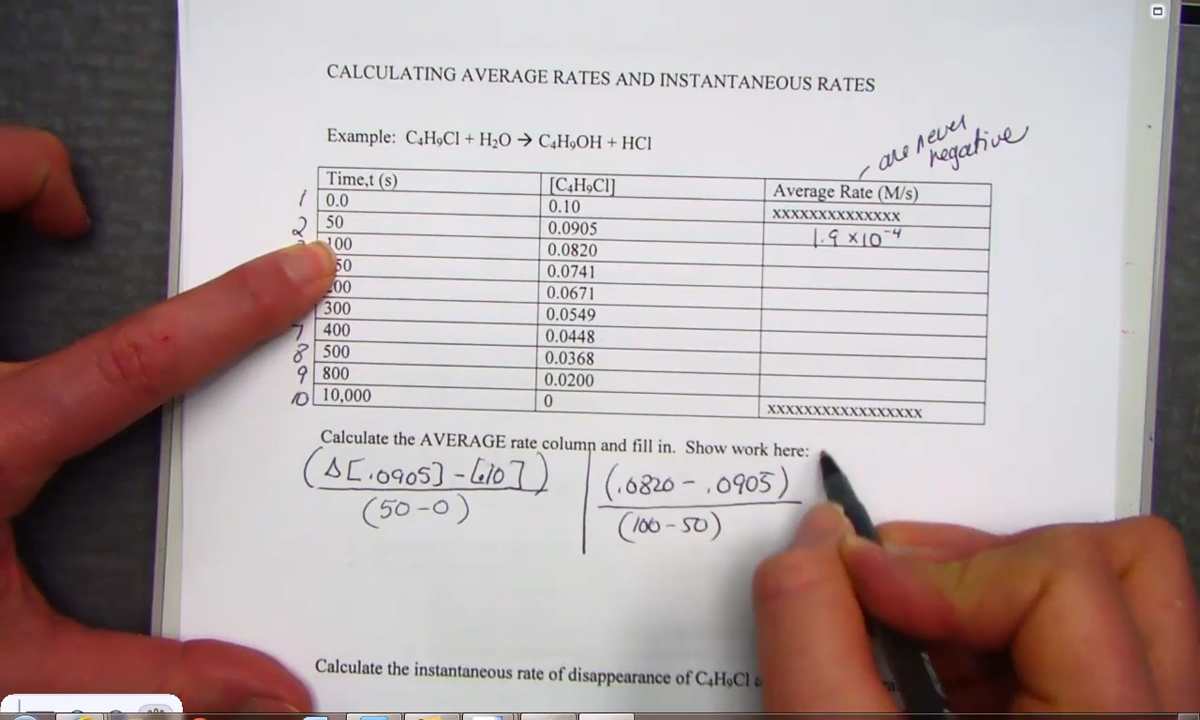 CALCULATING AVERAGE RATES AND INSTANTANEOUS RATES
are never
negative
Example: C₄H₉Cl + H₂O → C₄H₉OH + HCl
Time,t (s) [C₄H₉Cl] Average Rate (M/s)
1 0.0 0.10 xxxxxxxxxxxxxx
2 50 0.0905 1.9 x10⁻⁴
100 0.0820
50 0.0741
00 0.0671
300 0.0549
7 400 0.0448
8 500 0.0368
9 800 0.0200
10 10,000 0 xxxxxxxxxxxxxxxxx
Calculate the AVERAGE rate column and fill in. Show work here:
(Δ[.0905] - [.10]) (.0820 - .0905)
(50-0) (100-50)
Calculate the instantaneous rate of disappearance of C₄H₉Cl